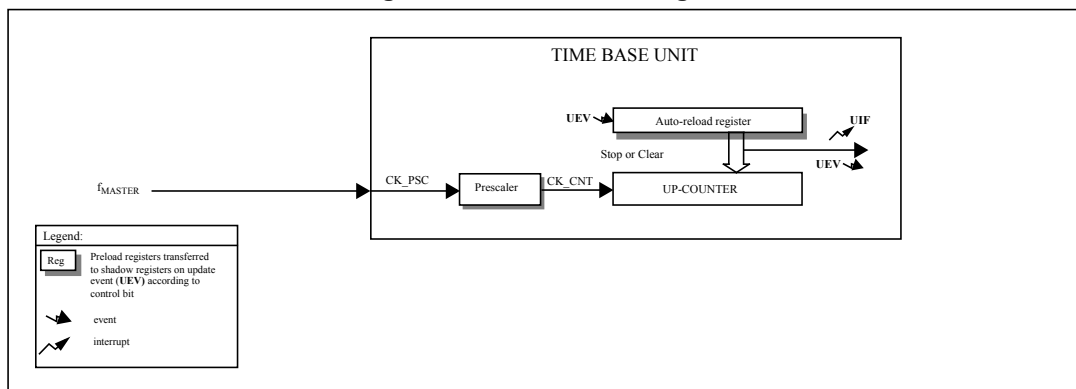 TIME BASE UNIT
UEV
Auto-reload register
UIF
Stop or Clear
UEV
fMASTER
CK_PSC
Prescaler
CK_CNT
UP-COUNTER
Legend:
Reg
Preload registers transferred
to shadow registers on update
event (UEV) according to
control bit
event
interrupt